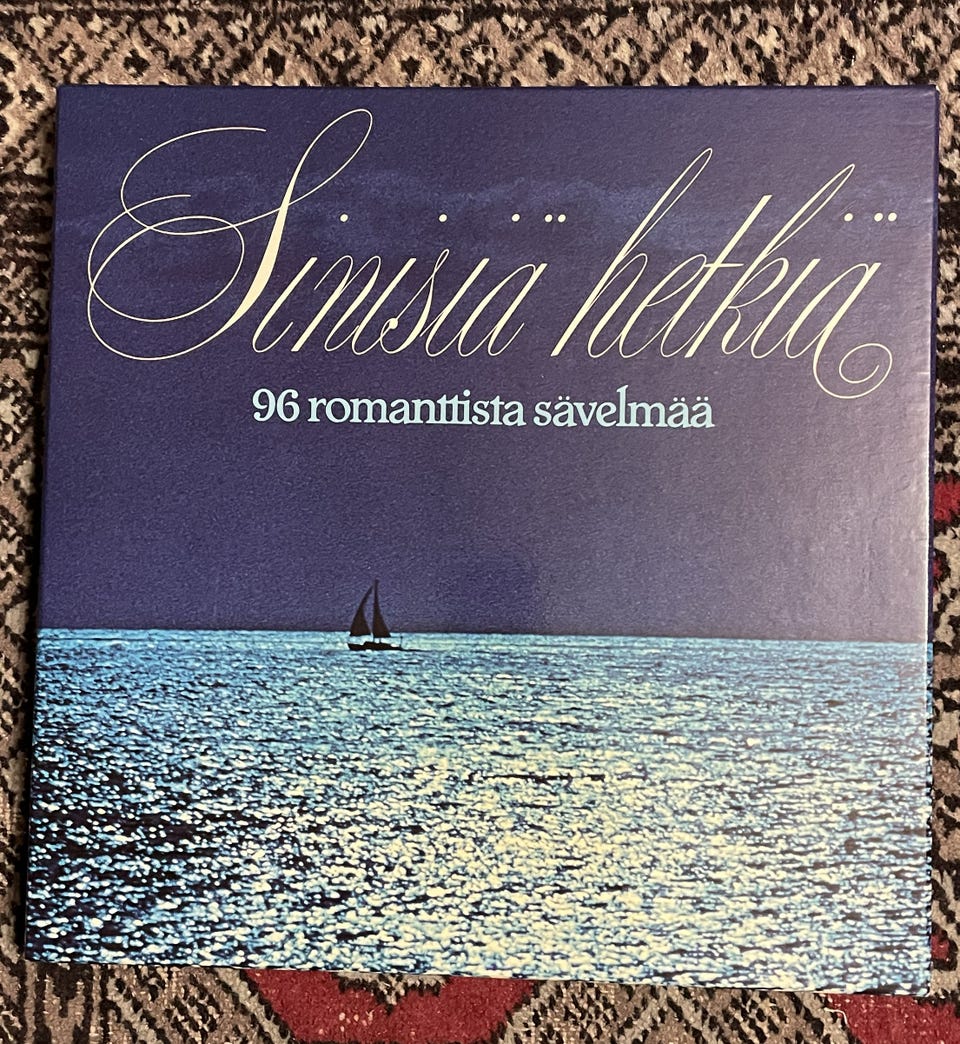 Sinisiä hetkiä
96 romanttista sävelmää